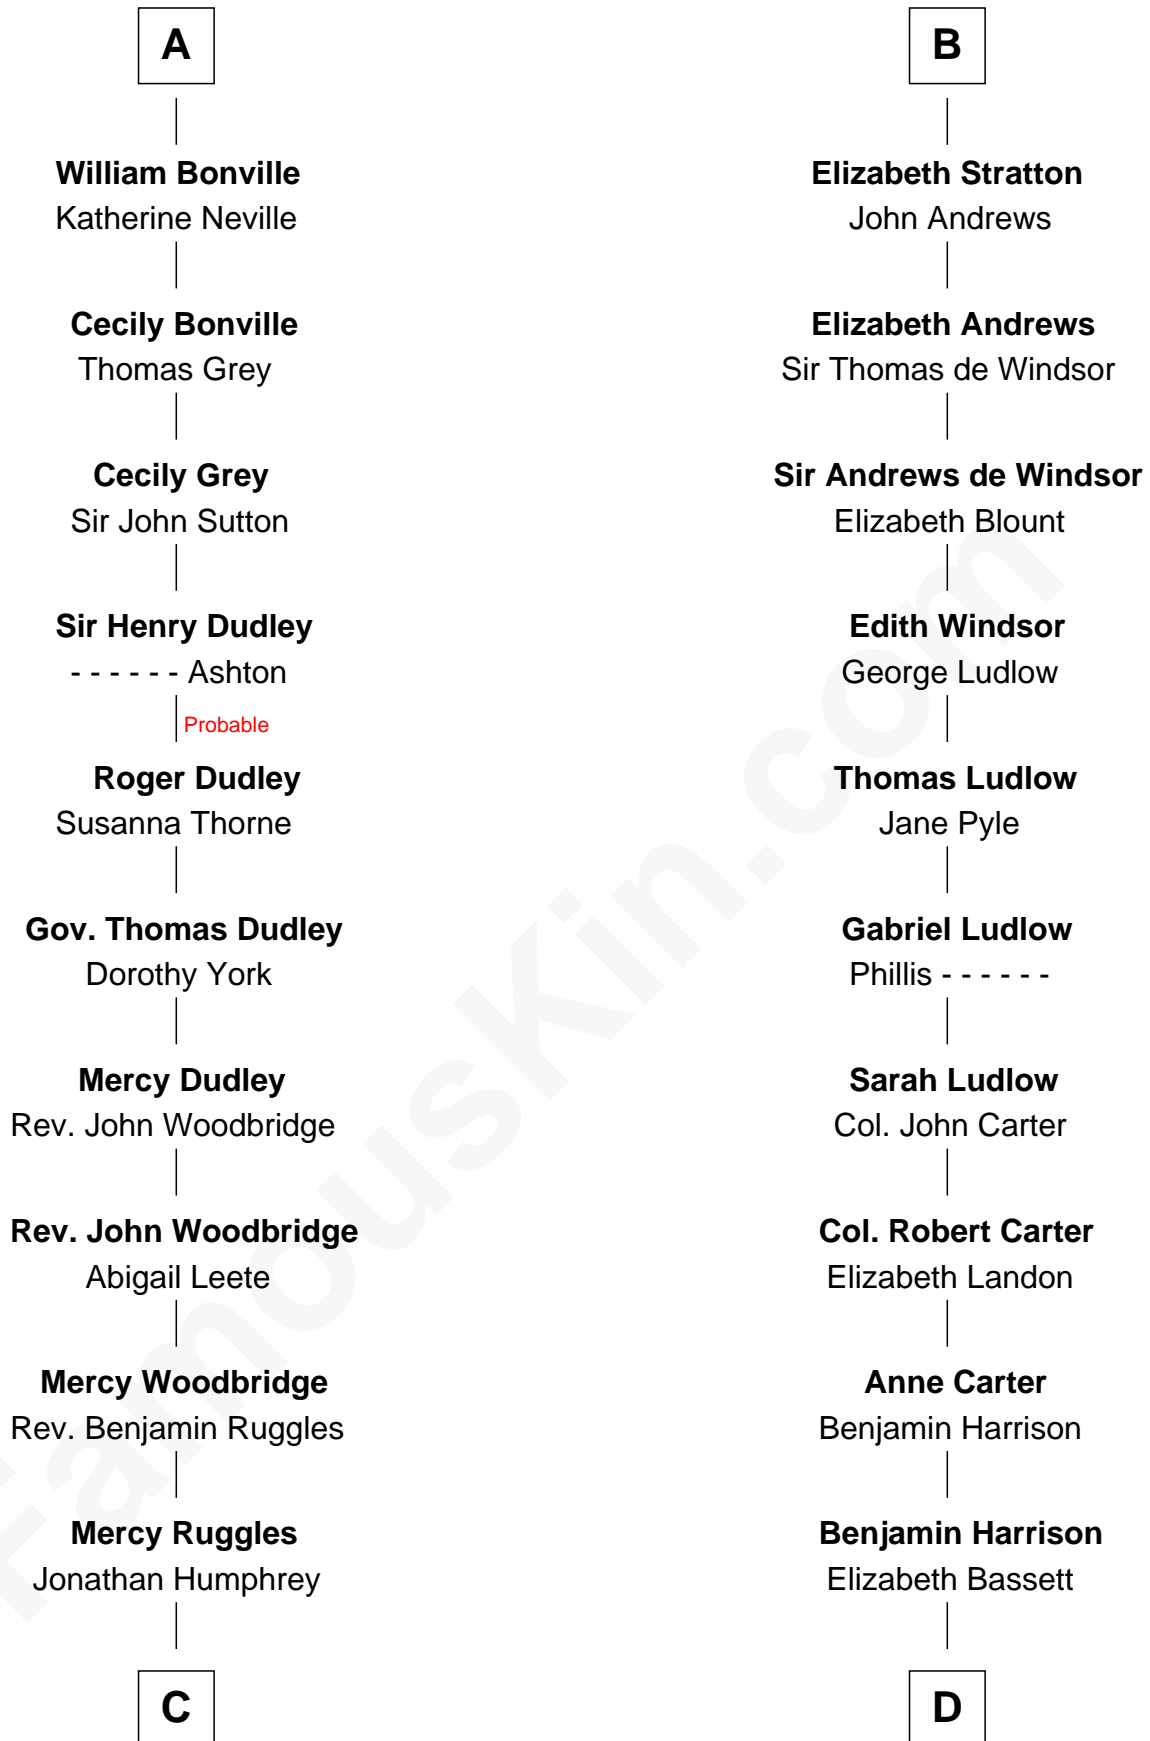 A
William Bonville
Katherine Neville
Cecily Bonville
Thomas Grey
Cecily Grey
Sir John Sutton
Sir Henry Dudley
- - - - - - Ashton
Probable
Roger Dudley
Susanna Thorne
Gov. Thomas Dudley
Dorothy York
Mercy Dudley
Rev. John Woodbridge
Rev. John Woodbridge
Abigail Leete
Mercy Woodbridge
Rev. Benjamin Ruggles
Mercy Ruggles
Jonathan Humphrey
C
B
Elizabeth Stratton
John Andrews
Elizabeth Andrews
Sir Thomas de Windsor
Sir Andrews de Windsor
Elizabeth Blount
Edith Windsor
George Ludlow
Thomas Ludlow
Jane Pyle
Gabriel Ludlow
Phillis - - - - - -
Sarah Ludlow
Col. John Carter
Col. Robert Carter
Elizabeth Landon
Anne Carter
Benjamin Harrison
Benjamin Harrison
Elizabeth Bassett
D
FamousKin.com